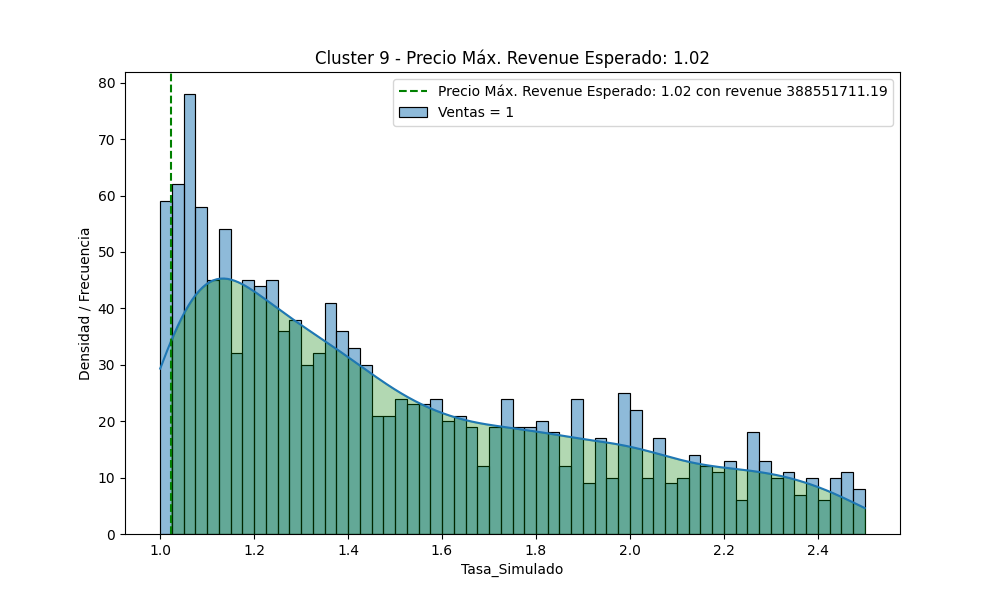 Cluster 9 - Precio Máx. Revenue Esperado: 1.02
Precio Máx. Revenue Esperado: 1.02 con revenue 388551711.19
Ventas = 1
Densidad / Frecuencia
80
70
60
50
40
30
20
10
0
1.0 1.2 1.4 1.6 1.8 2.0 2.2 2.4
Tasa_Simulado